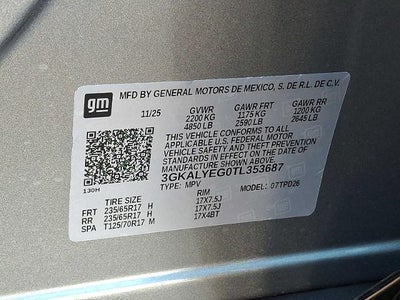 gm
MFD BY GENERAL MOTORS DE MEXICO, S. DE R.L. DE C.V.
11/25 GVWR GAWR FRT GAWR RR
2200 KG 1175 KG 1200 KG
4850 LB 2590 LB 2645 LB
THIS VEHICLE CONFORMS TO ALL
APPLICABLE U.S. FEDERAL MOTOR
VEHICLE SAFETY AND THEFT PREVENTION
STANDARDS IN EFFECT ON THE DATE OF
MANUFACTURE SHOWN ABOVE.
3GKALYEG0TL353687
130H TYPE: MPV MODEL: 07TPD26
TIRE SIZE RIM
FRT 235/65R17 H 17X7.5J
RR 235/65R17 H 17X7.5J
SPA T125/70R17 M 17X4BT